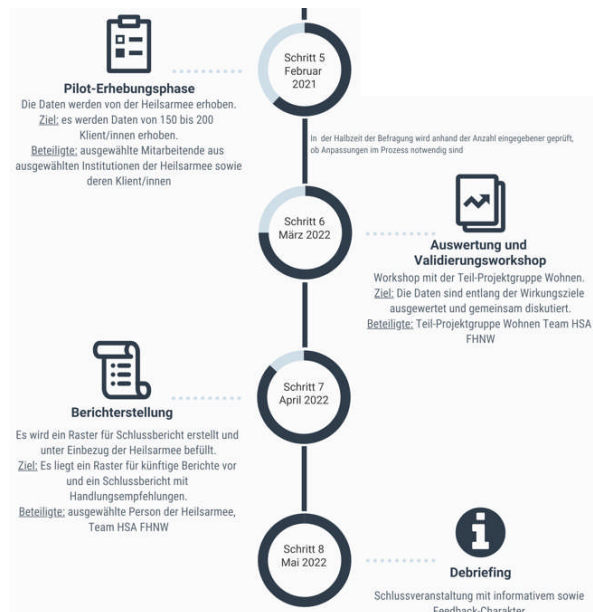 Schritt 5
Februar
2021
Pilot-Erhebungsphase
Die Daten werden von der Heilsarmee erhoben.
Ziel: es werden Daten von 150 bis 200
Klient/innen erhoben.
Beteiligte: ausgewählte Mitarbeitende aus
ausgewählten Institutionen der Heilsarmee sowie
deren Klient/innen
In der Halbzeit der Befragung wird anhand der Anzahl eingegebener geprüft,
ob Anpassungen im Prozess notwendig sind
Schritt 6
März 2022
Auswertung und
Validierungsworkshop
Workshop mit der Teil-Projektgruppe Wohnen.
Ziel: Die Daten sind entlang der Wirkungsziele
ausgewertet und gemeinsam diskutiert.
Beteiligte: Teil-Projektgruppe Wohnen Team HSA
FHNW
Schritt 7
April 2022
Berichterstellung
Es wird ein Raster für Schlussbericht erstellt und
unter Einbezug der Heilsarmee befüllt.
Ziel: Es liegt ein Raster für künftige Berichte vor
und ein Schlussbericht mit
Handlungsempfehlungen.
Beteiligte: ausgewählte Person der Heilsarmee,
Team HSA FHNW
Schritt 8
Mai 2022
Debriefing
Schlussveranstaltung mit informativem sowie
Feedback-Charakter